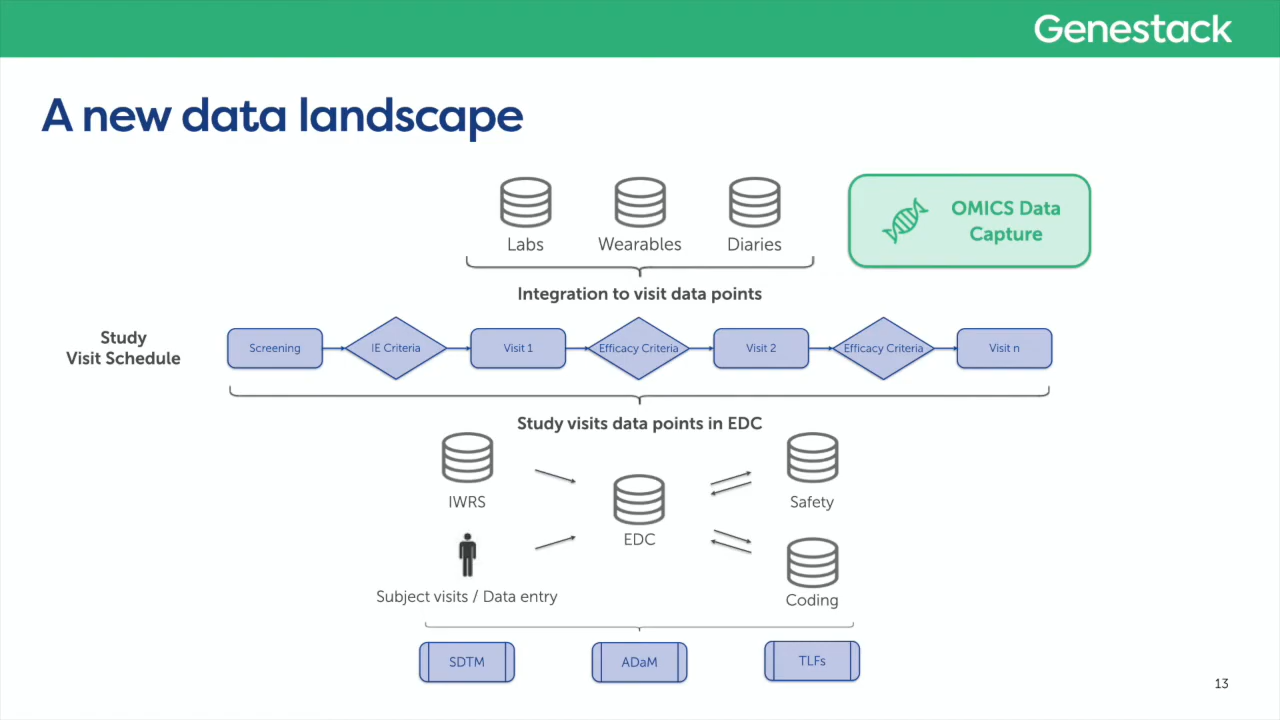 Genestack
A new data landscape
Labs
Wearables
Diaries
OMICS Data
Capture
Integration to visit data points
Study
Visit Schedule
Screening
IE Criteria
Visit 1
Efficacy Criteria
Visit 2
Efficacy Criteria
Visit n
Study visits data points in EDC
IWRS
Safety
EDC
Subject visits / Data entry
Coding
SDTM
ADaM
TLFs
13